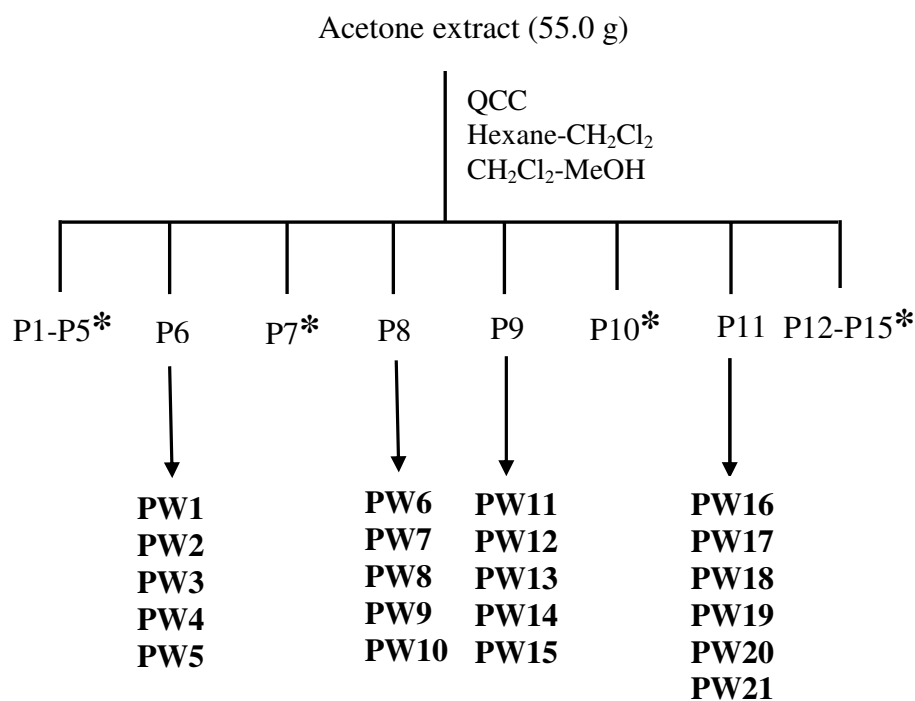 Acetone extract (55.0 g)
QCC
Hexane-CH₂Cl₂
CH₂Cl₂-MeOH
P1-P5* P6 P7* P8 P9 P10* P11 P12-P15*
PW1 PW6 PW11 PW16
PW2 PW7 PW12 PW17
PW3 PW8 PW13 PW18
PW4 PW9 PW14 PW19
PW5 PW10 PW15 PW20
PW21